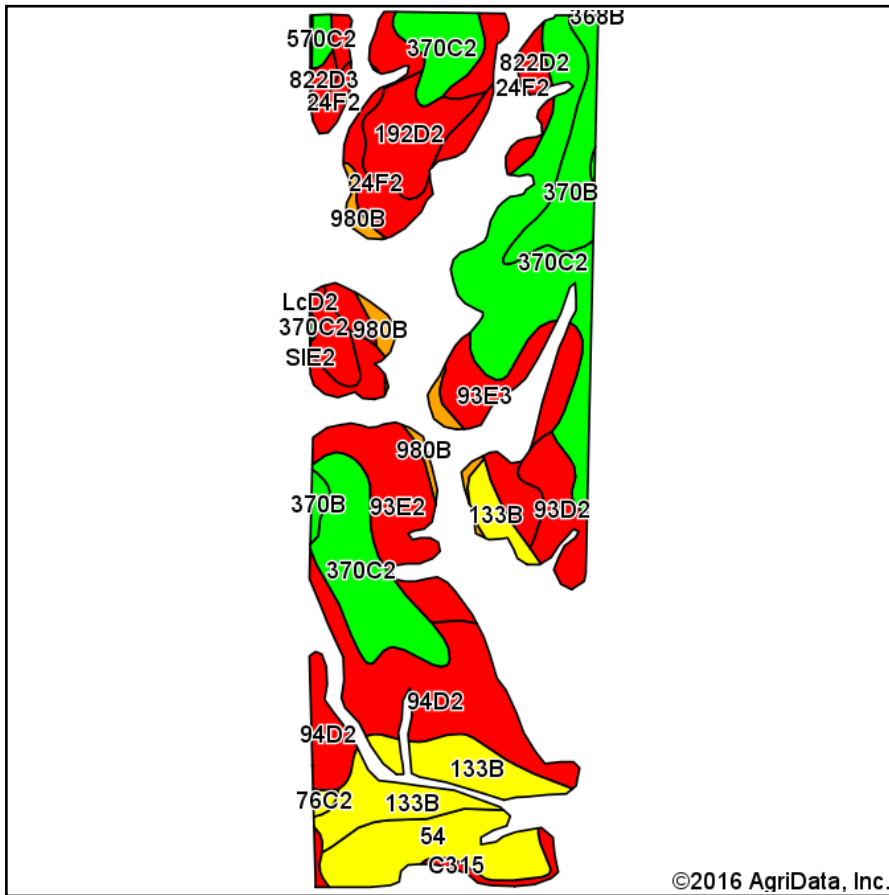 368B
570C2
370C2
822D2
822D3
24F2
24F2
192D2
24F2
370B
980B
370C2
LcD2
370C2
980B
SIE2
93E3
980B
370B
93E2
133B
93D2
370C2
94D2
94D2
133B
76C2
133B
54
C315
©2016 AgriData, Inc.